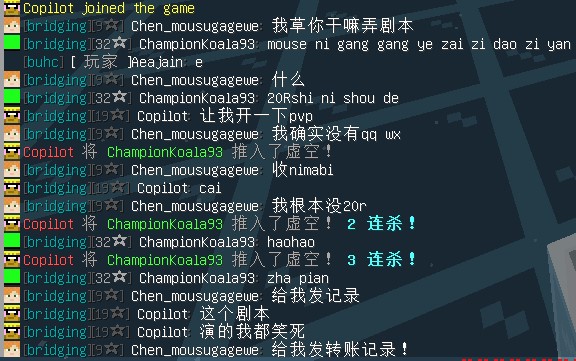 Copilot joined the game
[bridging][9☆] Chen_mousugagewe: 我草你干嘛弄剧本
[bridging][32☆] ChampionKoala93: mouse ni gang gang ye zai zi dao zi yan
[buhc] [ 玩家 ]Aeajain: e
[bridging][9☆] Chen_mousugagewe: 什么
[bridging][32☆] ChampionKoala93: 20Rshi ni shou de
[bridging][19☆] Copilot: 让我开一下pvp
[bridging][9☆] Chen_mousugagewe: 我确实没有qq wx
Copilot 将 ChampionKoala93 推入了虚空！
[bridging][9☆] Chen_mousugagewe: 收nimabi
[bridging][19☆] Copilot: cai
[bridging][9☆] Chen_mousugagewe: 我根本没20r
Copilot 将 ChampionKoala93 推入了虚空！ 2 连杀！
[bridging][32☆] ChampionKoala93: haohao
Copilot 将 ChampionKoala93 推入了虚空！ 3 连杀！
[bridging][32☆] ChampionKoala93: zha pian
[bridging][9☆] Chen_mousugagewe: 给我发记录
[bridging][19☆] Copilot: 这个剧本
[bridging][19☆] Copilot: 演的我都笑死
[bridging][9☆] Chen_mousugagewe: 给我发转账记录！